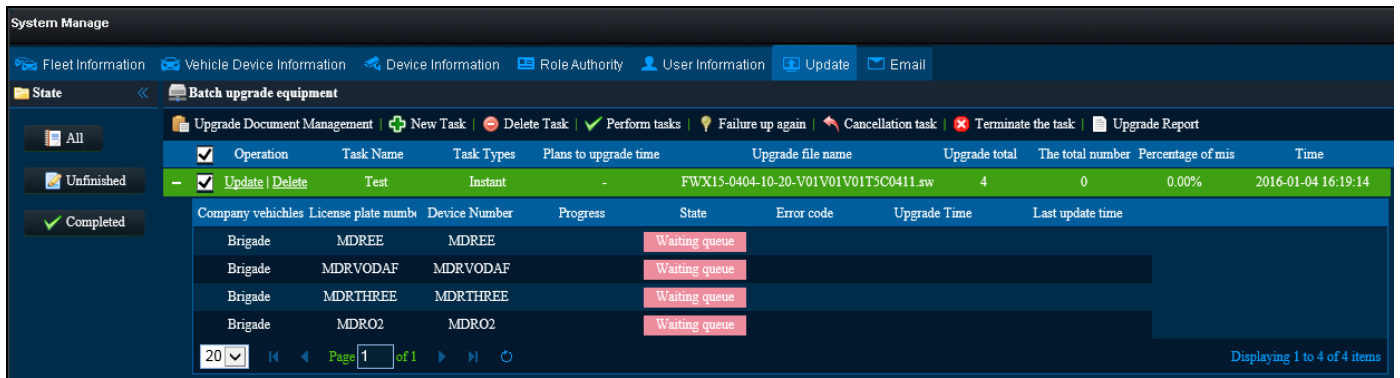 System Manage
Fleet Information Vehicle Device Information Device Information Role Authority User Information Update Email
State Batch upgrade equipment
Upgrade Document Management | New Task | Delete Task | Perform tasks | Failure up again | Cancellation task | Terminate the task | Upgrade Report
All
Unfinished
Completed
Operation Task Name Task Types Plans to upgrade time Upgrade file name Upgrade total The total number Percentage of mis Time
Update | Delete Test Instant - FWX15-0404-10-20-V01V01V01T5C0411.sw 4 0 0.00% 2016-01-04 16:19:14
Company vehichles License plate numb Device Number Progress State Error code Upgrade Time Last update time
Brigade MDREE MDREE Waiting queue
Brigade MDRVODAF MDRVODAF Waiting queue
Brigade MDRTHREE MDRTHREE Waiting queue
Brigade MDRO2 MDRO2 Waiting queue
20 Page 1 of 1 Displaying 1 to 4 of 4 items